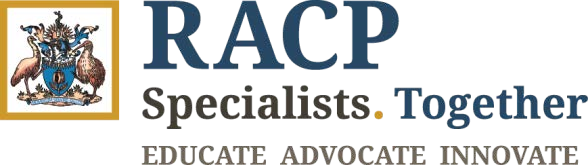 RACP
Specialists. Together
EDUCATE ADVOCATE INNOVATE